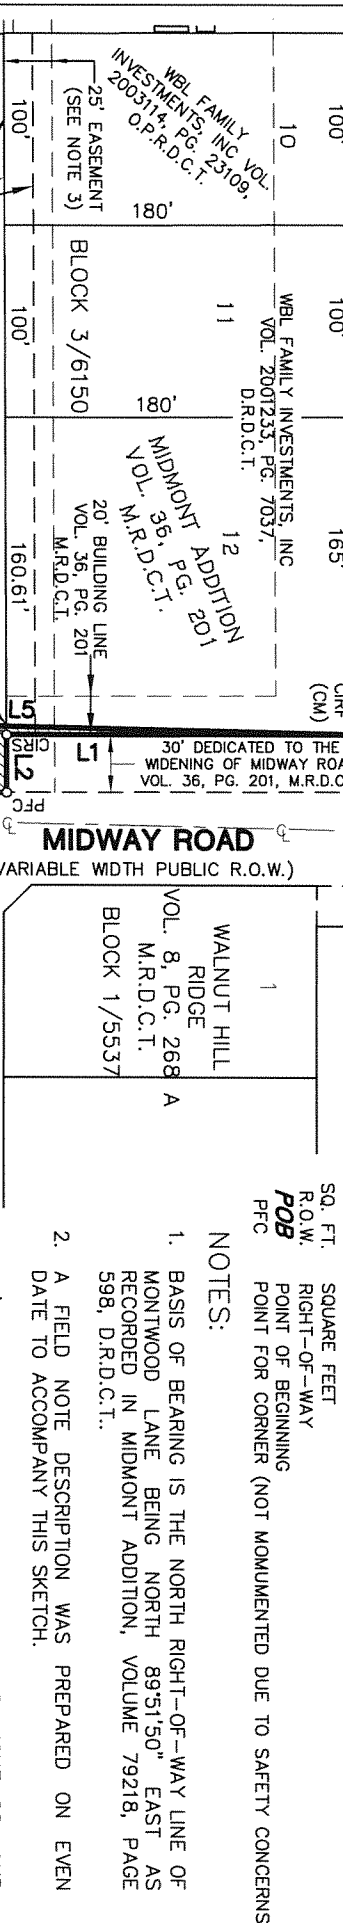 100'
100'
165'
CIRF
(CM)
10
WBL FAMILY
INVESTMENTS, INC VOL.
2003114, PG. 23109,
O.P.R.D.C.T.
WBL FAMILY INVESTMENTS, INC
VOL. 2001233, PG. 7037,
D.R.D.C.T.
180'
11
180'
12
MIDMONT ADDITION
VOL. 36, PG. 201
M.R.D.C.T.
25' EASEMENT
(SEE NOTE 3)
BLOCK 3/6150
20' BUILDING LINE
VOL. 36, PG. 201
M.R.D.C.T.
100'
100'
160.61'
L5
CIRS
L1
L2
PFC
30' DEDICATED TO THE
WIDENING OF MIDWAY ROA
VOL. 36, PG. 201, M.R.D.C
MIDWAY ROAD
VARIABLE WIDTH PUBLIC R.O.W.)
1
WALNUT HILL
RIDGE
VOL. 8, PG. 268
M.R.D.C.T.
BLOCK 1/5537
A
SQ. FT. SQUARE FEET
R.O.W. RIGHT-OF-WAY
POB POINT OF BEGINNING
PFC POINT FOR CORNER (NOT MOMUMENTED DUE TO SAFETY CONCERNS
NOTES:
1. BASIS OF BEARING IS THE NORTH RIGHT-OF-WAY LINE OF
MONTWOOD LANE BEING NORTH 89°51'50" EAST AS
RECORDED IN MIDMONT ADDITION, VOLUME 79218, PAGE
598, D.R.D.C.T..
2. A FIELD NOTE DESCRIPTION WAS PREPARED ON EVEN
DATE TO ACCOMPANY THIS SKETCH.